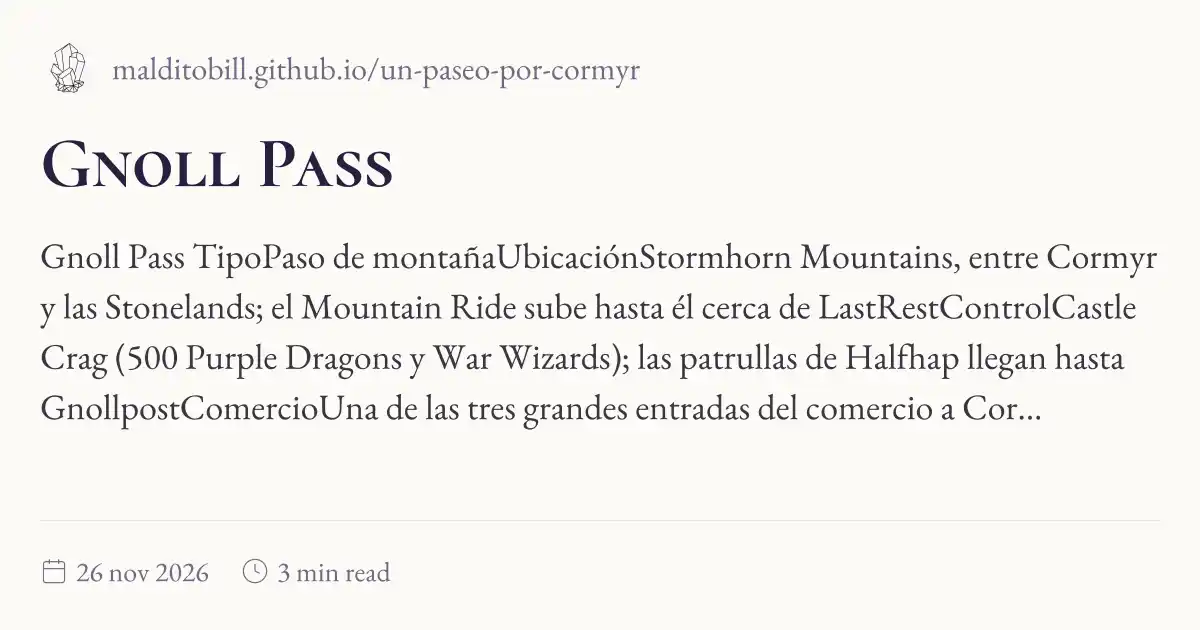 malditobill.github.io/un-paseo-por-cormyr
Gnoll Pass
Gnoll Pass TipoPaso de montañaUbicaciónStormhorn Mountains, entre Cormyr
y las Stonelands; el Mountain Ride sube hasta él cerca de LastRestControlCastle
Crag (500 Purple Dragons y War Wizards); las patrullas de Halfhap llegan hasta
GnollpostComercioUna de las tres grandes entradas del comercio a Cor...
26 nov 2026
3 min read